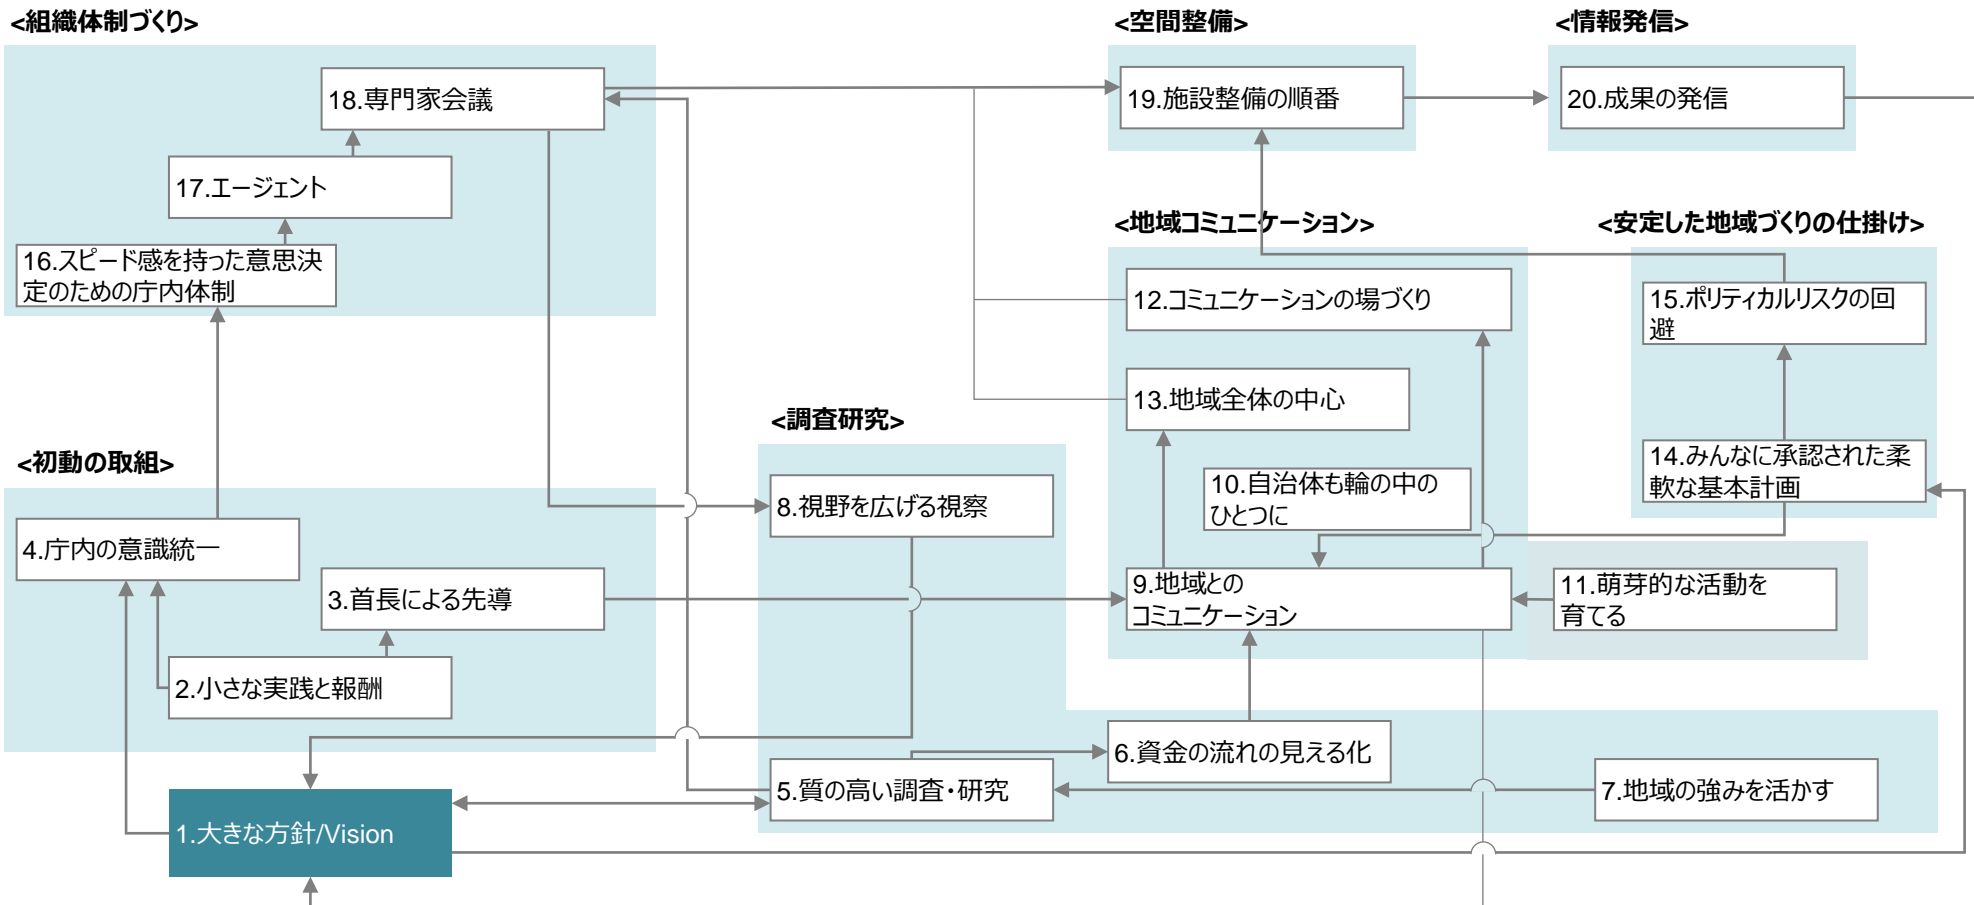 <組織体制づくり>
<空間整備>
<情報発信>
18.専門家会議
19.施設整備の順番
20.成果の発信
17.エージェント
<地域コミュニケーション>
<安定した地域づくりの仕掛け>
16.スピード感を持った意思決
定のための庁内体制
12.コミュニケーションの場づくり
15.ポリティカルリスクの回
避
13.地域全体の中心
<調査研究>
<初動の取組>
14.みんなに承認された柔
軟な基本計画
10.自治体も輪の中の
ひとつに
8.視野を広げる視察
4.庁内の意識統一
3.首長による先導
9.地域との
コミュニケーション
11.萌芽的な活動を
育てる
2.小さな実践と報酬
6.資金の流れの見える化
5.質の高い調査・研究
7.地域の強みを活かす
1.大きな方針/Vision